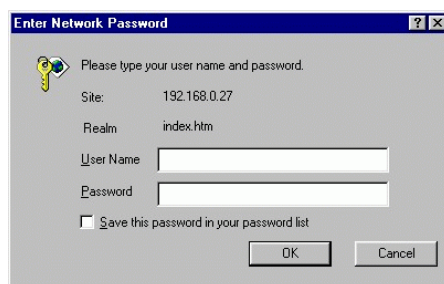 Enter Network Password
Please type your user name and password.
Site: 192.168.0.27
Realm index.htm
User Name
Password
Save this password in your password list
OK Cancel